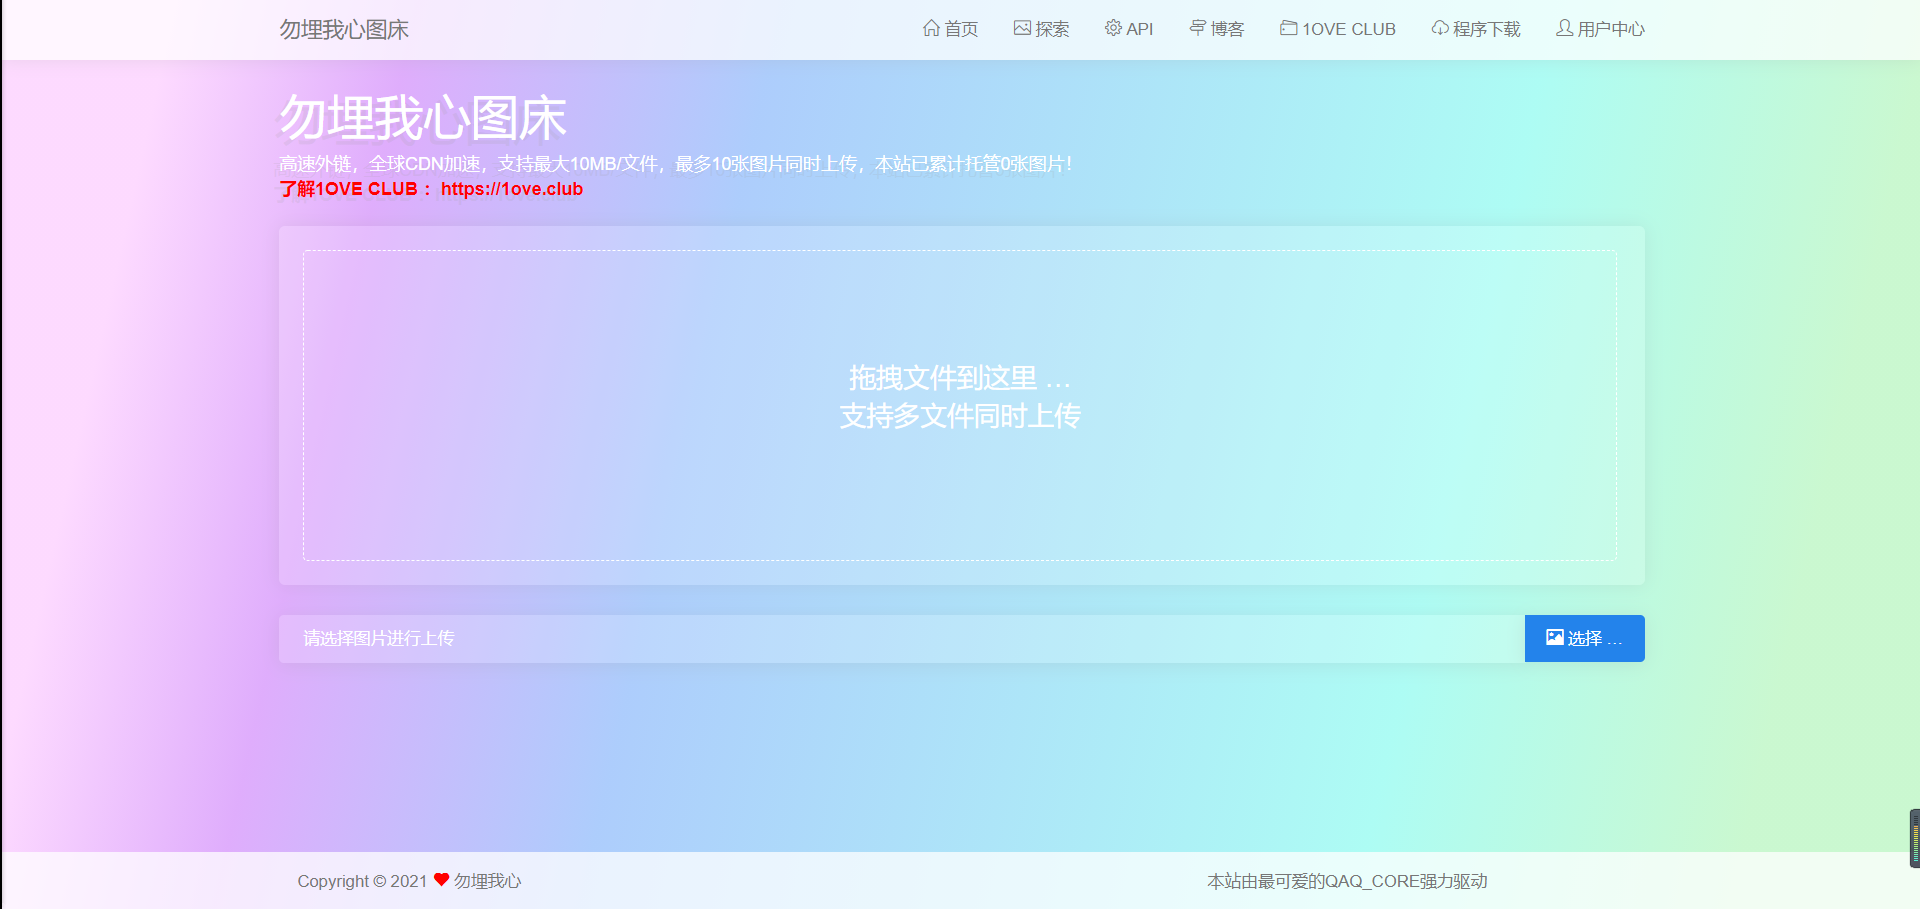 勿埋我心图床
首页 探索 API 博客 1OVE CLUB 程序下载 用户中心
勿埋我心图床
高速外链，全球CDN加速，支持最大10MB/文件，最多10张图片同时上传，本站已累计托管0张图片！
了解1OVE CLUB ： https://1ove.club
拖拽文件到这里 …
支持多文件同时上传
请选择图片进行上传
选择 …
Copyright © 2021 ❤ 勿埋我心
本站由最可爱的QAQ_CORE强力驱动